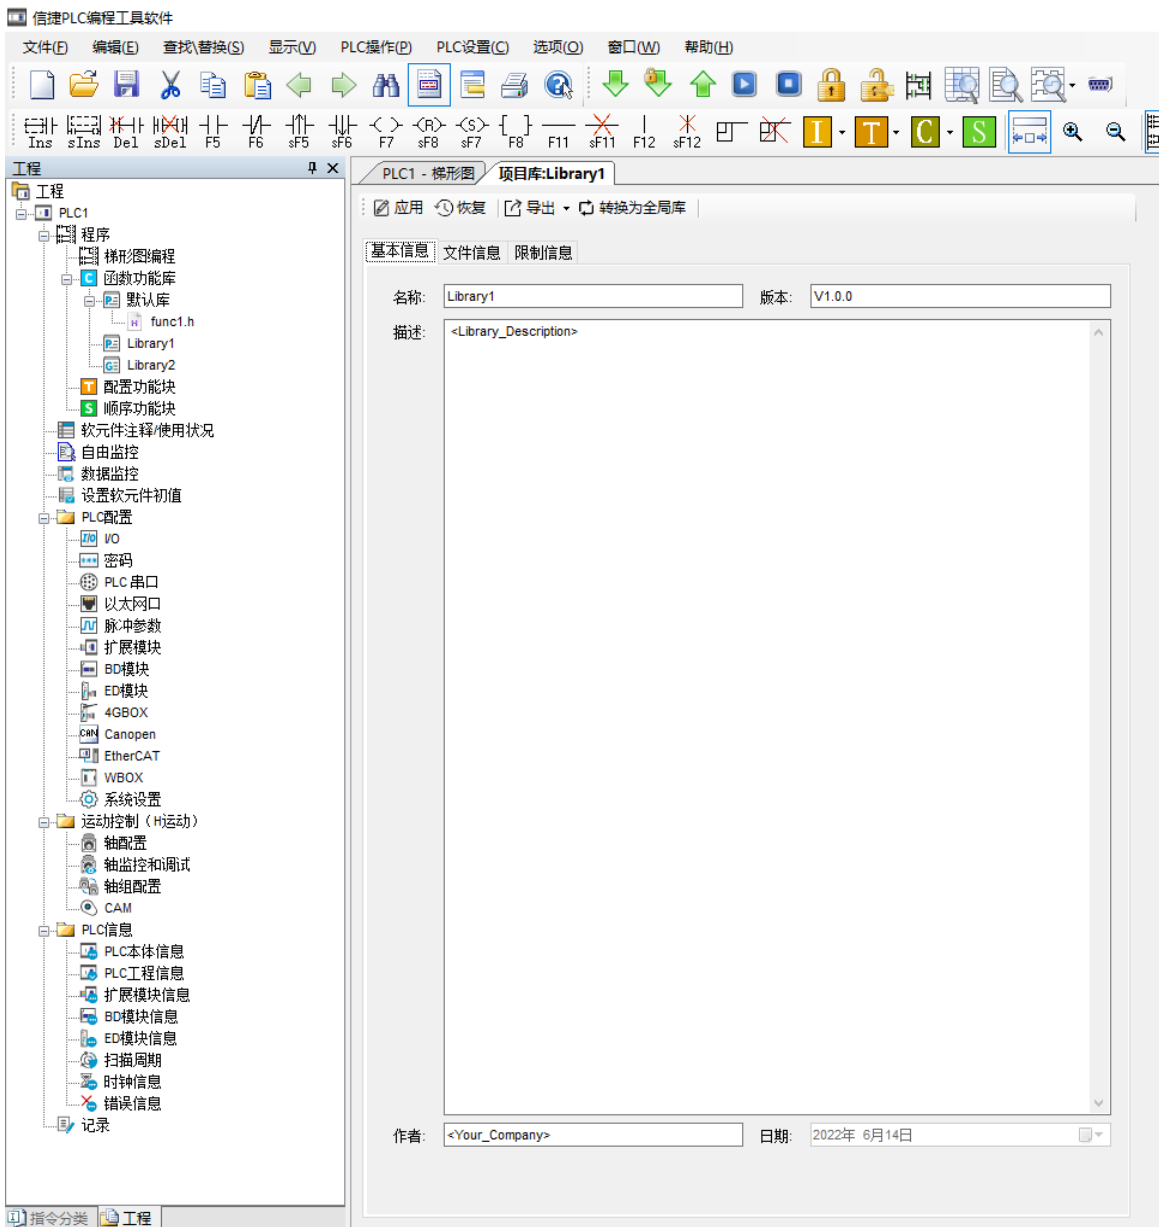 信捷PLC编程工具软件
文件(F) 编辑(E) 查找\替换(S) 显示(V) PLC操作(P) PLC设置(C) 选项(O) 窗口(W) 帮助(H)
Ins sIns Del sDel F5 F6 sF5 sF6 F7 sF8 sF7 F8 F11 sF11 F12 sF12 I T C S
工程
PLC1 - 梯形图 项目库:Library1
应用 恢复 导出 转换为全局库
基本信息 文件信息 限制信息
名称: Library1 版本: V1.0.0
描述: <Library_Description>
作者: <Your_Company> 日期: 2022年 6月14日
工程
PLC1
程序
梯形图编程
函数功能库
默认库
func1.h
Library1
Library2
配置功能块
顺序功能块
软元件注释/使用状况
自由监控
数据监控
设置软元件初值
PLC配置
I/O
密码
PLC 串口
以太网口
脉冲参数
扩展模块
BD模块
ED模块
4GBOX
Canopen
EtherCAT
WBOX
系统设置
运动控制（H运动）
轴配置
轴监控和调试
轴组配置
CAM
PLC信息
PLC本体信息
PLC工程信息
扩展模块信息
BD模块信息
ED模块信息
扫描周期
时钟信息
错误信息
记录
指令分类 工程